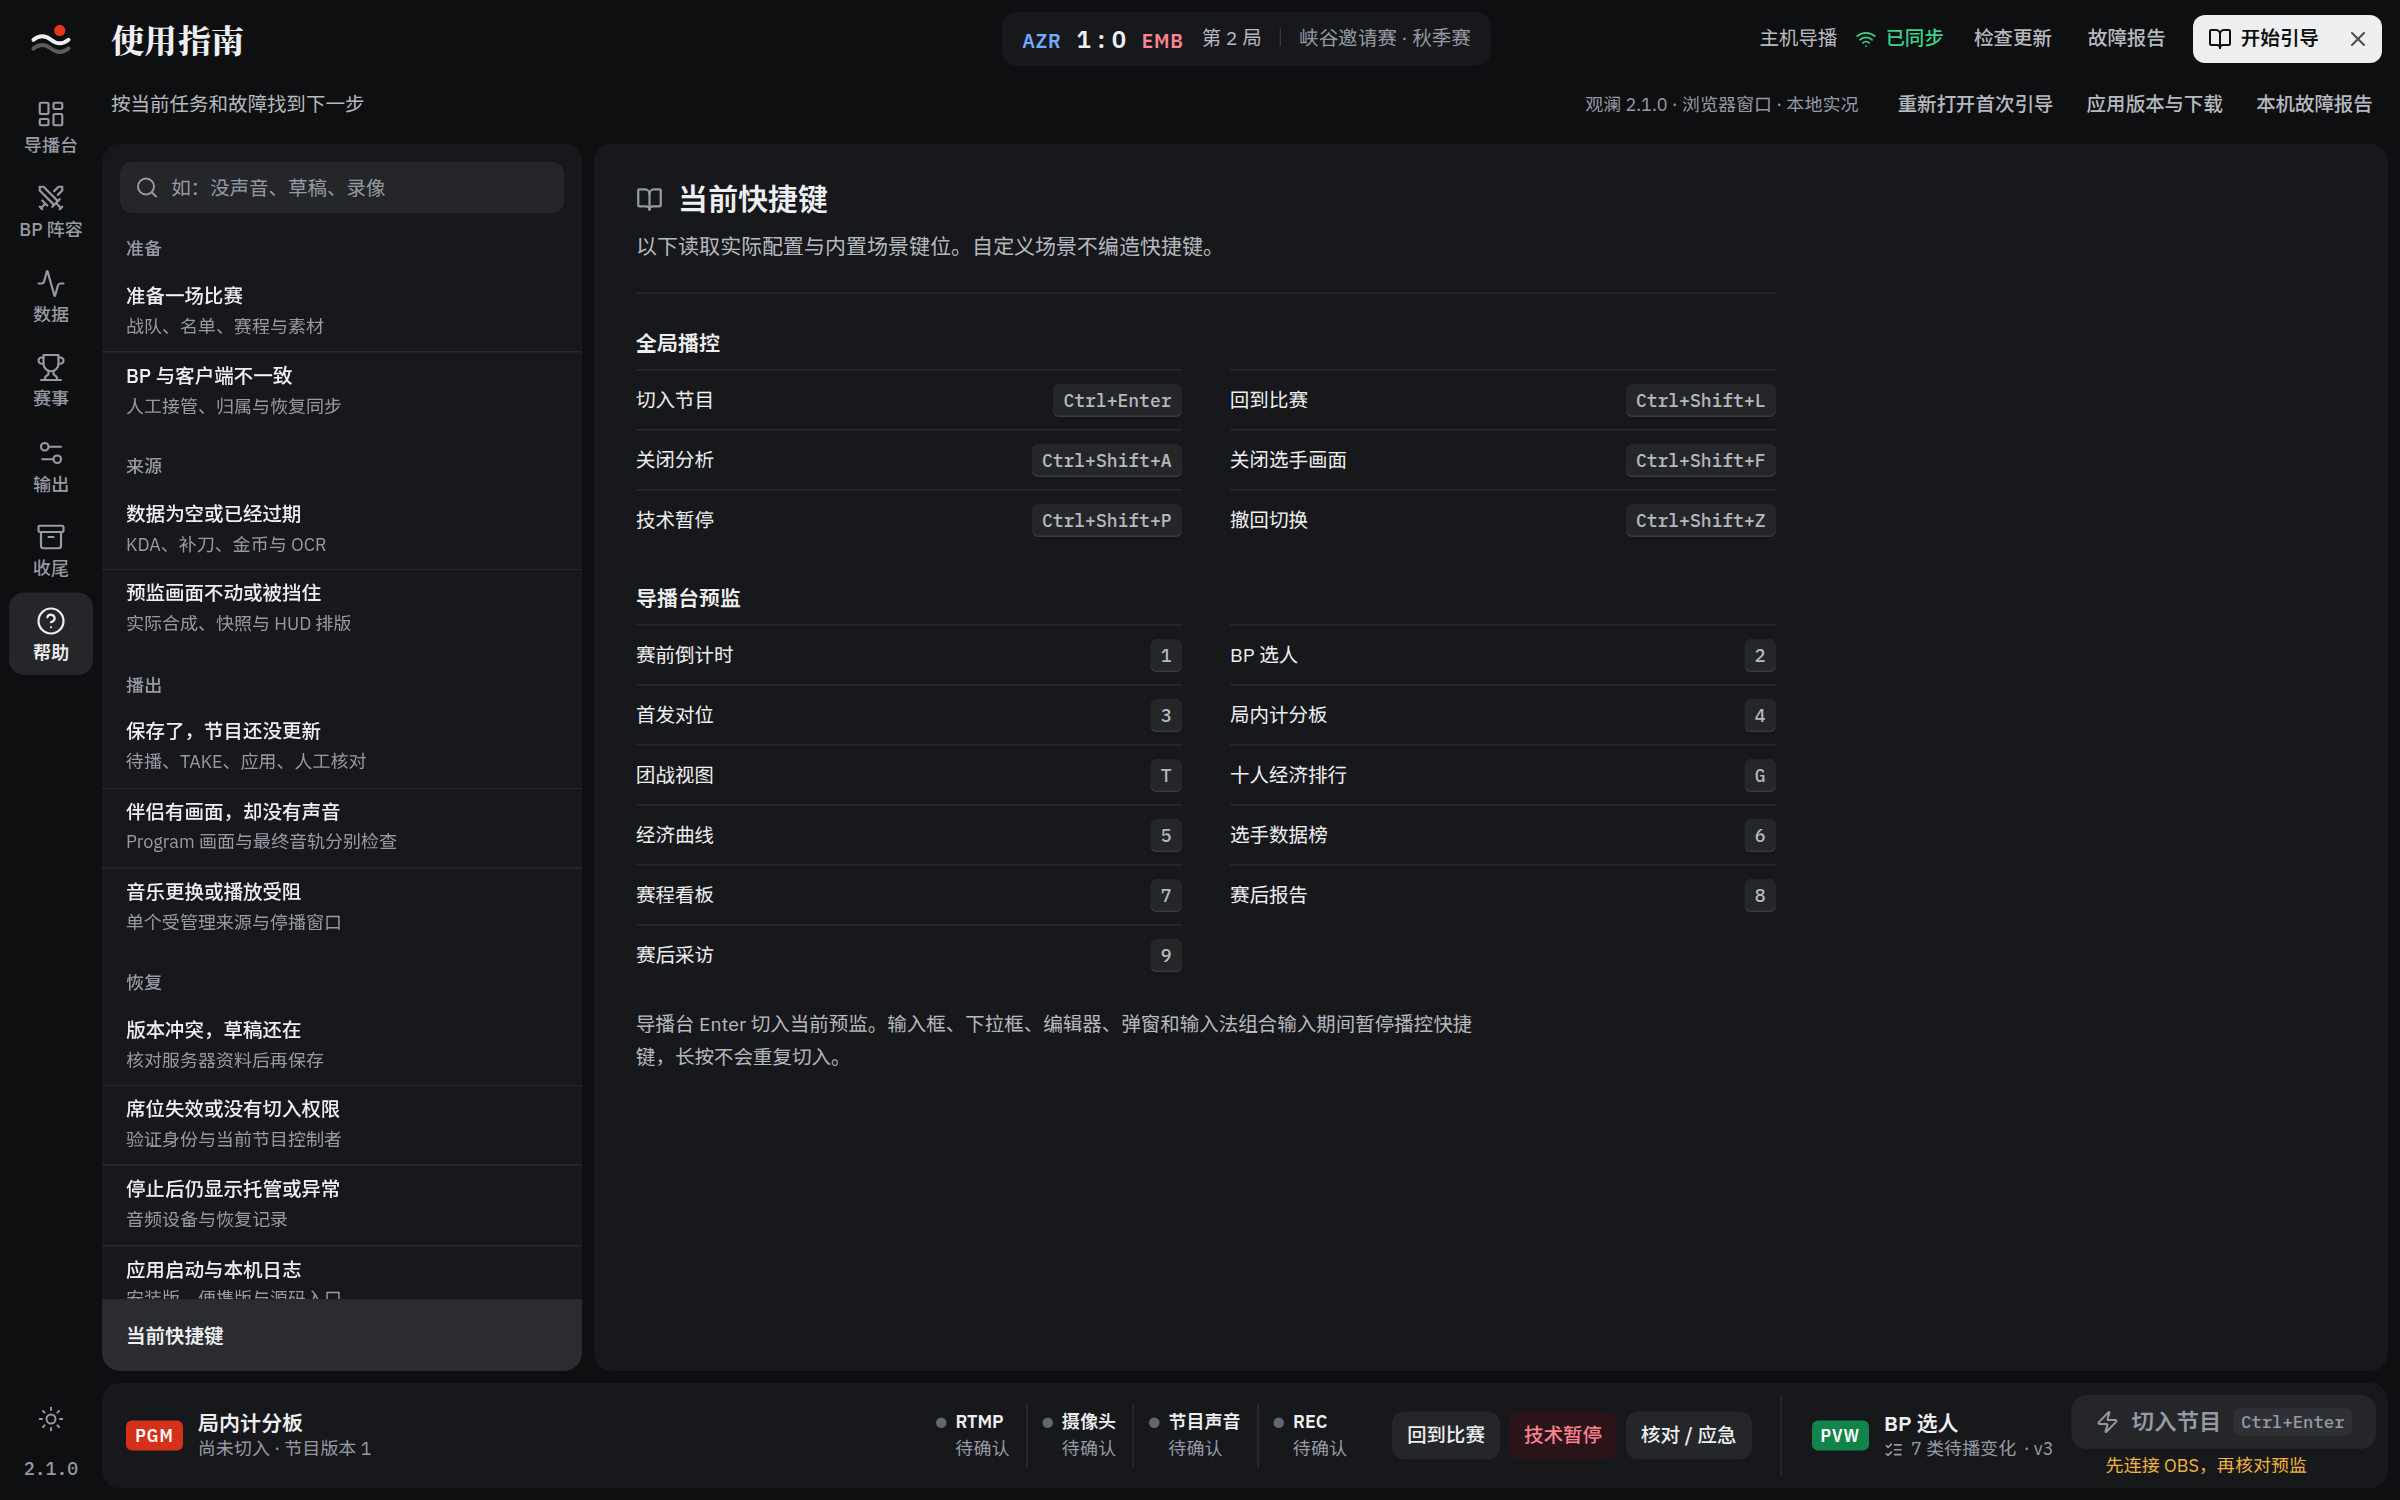 使用指南
AZR 1 : 0 EMB 第 2 局 峡谷邀请赛 · 秋季赛
主机导播 已同步 检查更新 故障报告 开始引导
按当前任务和故障找到下一步
观澜 2.1.0 · 浏览器窗口 · 本地实况 重新打开首次引导 应用版本与下载 本机故障报告
导播台
BP 阵容
数据
赛事
输出
收尾
帮助
2.1.0
如：没声音、草稿、录像
准备
准备一场比赛
战队、名单、赛程与素材
BP 与客户端不一致
人工接管、归属与恢复同步
来源
数据为空或已经过期
KDA、补刀、金币与 OCR
预监画面不动或被挡住
实际合成、快照与 HUD 排版
播出
保存了，节目还没更新
待播、TAKE、应用、人工核对
伴侣有画面，却没有声音
Program 画面与最终音轨分别检查
音乐更换或播放受阻
单个受管理来源与停播窗口
恢复
版本冲突，草稿还在
核对服务器资料后再保存
席位失效或没有切入权限
验证身份与当前节目控制者
停止后仍显示托管或异常
音频设备与恢复记录
应用启动与本机日志
安装版、便携版与源码入口
当前快捷键
当前快捷键
以下读取实际配置与内置场景键位。自定义场景不编造快捷键。
全局播控
切入节目 Ctrl+Enter
回到比赛 Ctrl+Shift+L
关闭分析 Ctrl+Shift+A
关闭选手画面 Ctrl+Shift+F
技术暂停 Ctrl+Shift+P
撤回切换 Ctrl+Shift+Z
导播台预监
赛前倒计时 1
BP 选人 2
首发对位 3
局内计分板 4
团战视图 T
十人经济排行 G
经济曲线 5
选手数据榜 6
赛程看板 7
赛后报告 8
赛后采访 9
导播台 Enter 切入当前预监。输入框、下拉框、编辑器、弹窗和输入法组合输入期间暂停播控快捷
键，长按不会重复切入。
PGM 局内计分板
尚未切入 · 节目版本 1
RTMP
待确认
摄像头
待确认
节目声音
待确认
REC
待确认
回到比赛 技术暂停 核对 / 应急
PVW BP 选人
7 类待播变化 · v3
切入节目 Ctrl+Enter
先连接 OBS，再核对预监